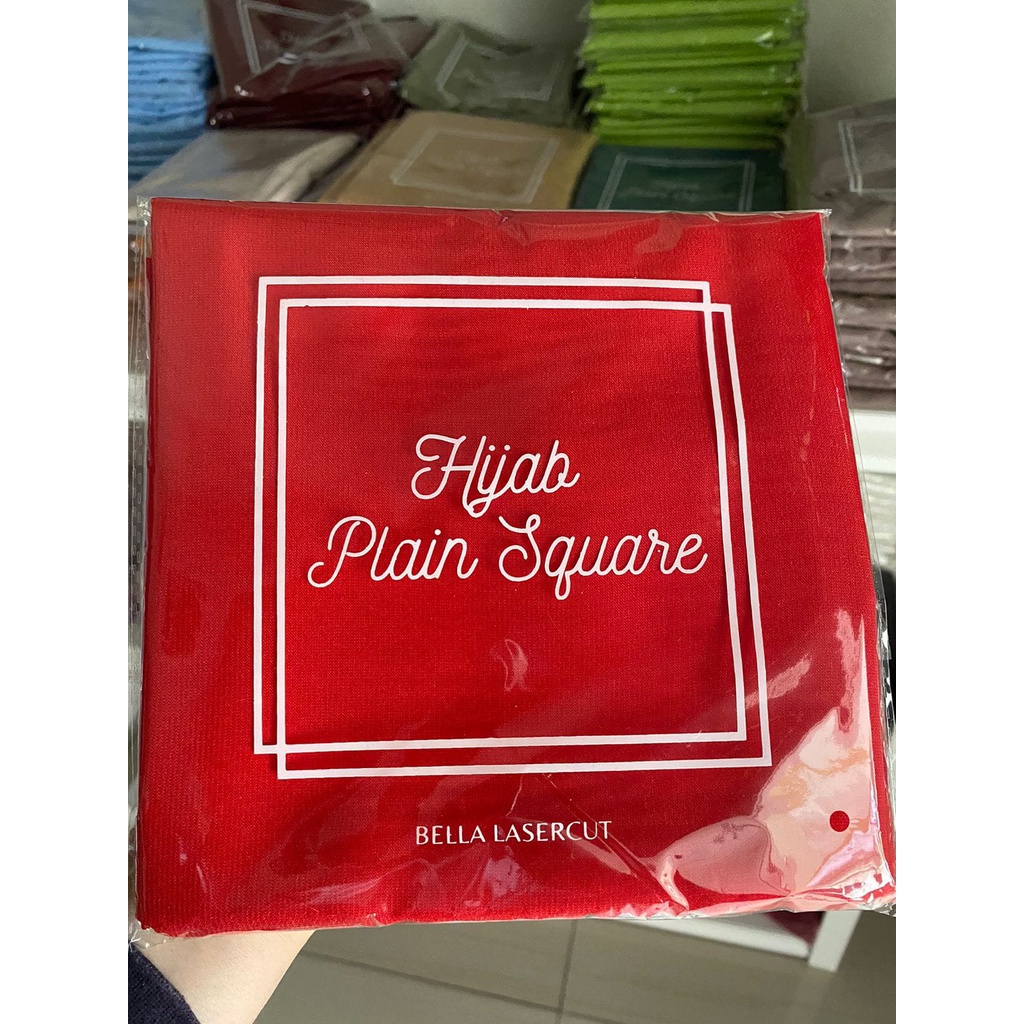 Hijab
Plain Square
BELLA LASERCUT